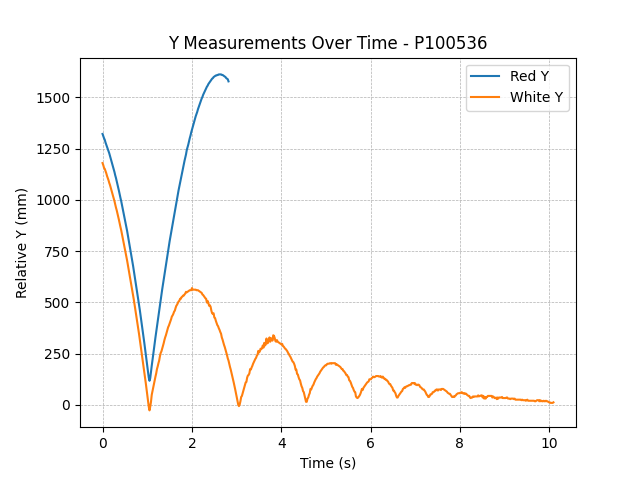 Y Measurements Over Time - P100536
Red Y
White Y
Relative Y (mm)
1500
1250
1000
750
500
250
0
0 2 4 6 8 10
Time (s)